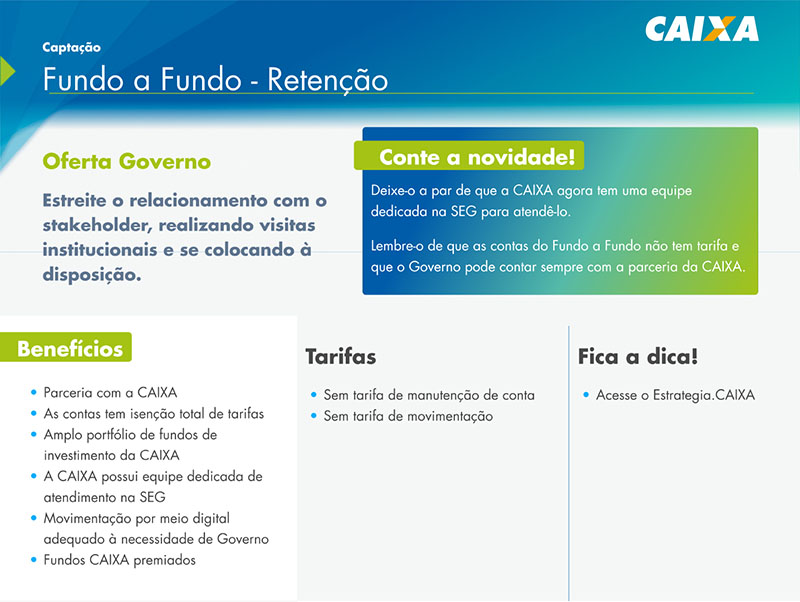 CAIXA
Captação
Fundo a Fundo - Retenção
Oferta Governo
Estreite o relacionamento com o
stakeholder, realizando visitas
institucionais e se colocando à
disposição.
Conte a novidade!
Deixe-o a par de que a CAIXA agora tem uma equipe
dedicada na SEG para atendê-lo.
Lembre-o de que as contas do Fundo a Fundo não tem tarifa e
que o Governo pode contar sempre com a parceria da CAIXA.
Benefícios
• Parceria com a CAIXA
• As contas tem isenção total de tarifas
• Amplo portfólio de fundos de
investimento da CAIXA
• A CAIXA possui equipe dedicada de
atendimento na SEG
• Movimentação por meio digital
adequado à necessidade de Governo
• Fundos CAIXA premiados
Tarifas
• Sem tarifa de manutenção de conta
• Sem tarifa de movimentação
Fica a dica!
• Acesse o Estrategia.CAIXA